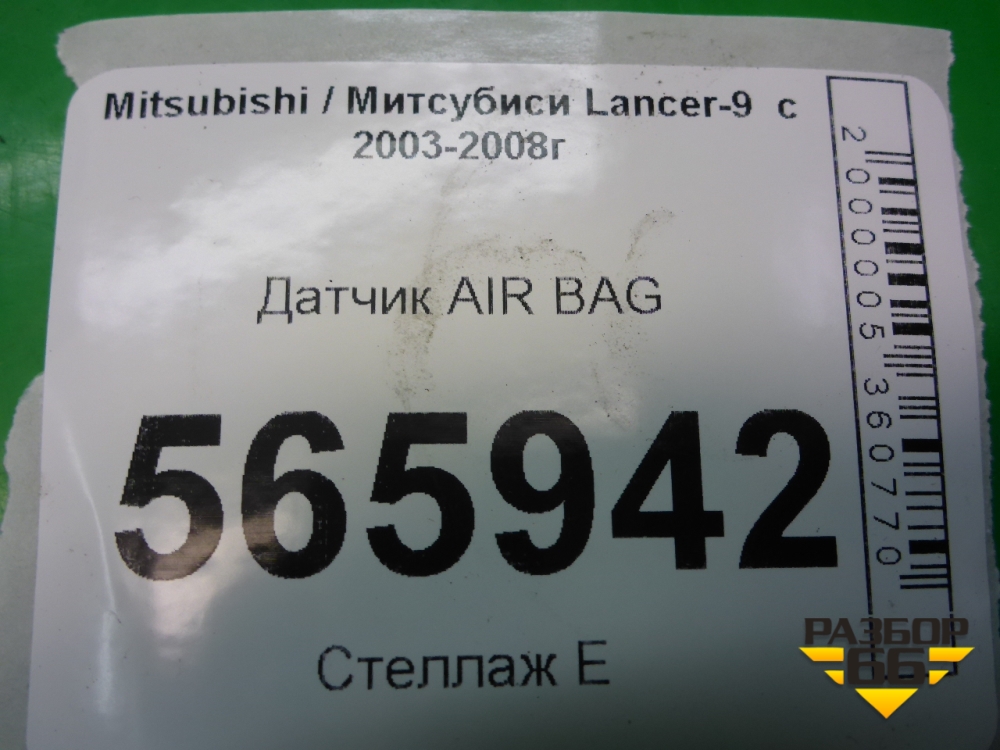 Mitsubishi / Митсубиси Lancer-9 с
2003-2008г
Датчик AIR BAG
565942
Стеллаж Е
2000005360770
РАЗБОР
66